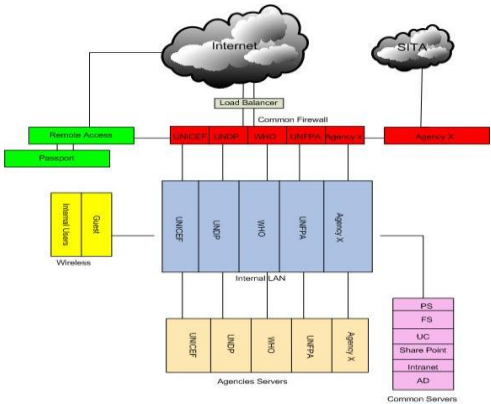 Internet
SITA
Load Balancer
Common Firewall
Remote Access
UNICEF
UNDP
WHO
UNFPA
Agency X
Agency X
Passport
Internal Users
Guest
Wireless
UNICEF
UNDP
WHO
UNFPA
Agency X
Internal LAN
UNICEF
UNDP
WHO
UNFPA
Agency X
Agencies Servers
PS
FS
UC
Share Point
Intranet
AD
Common Servers